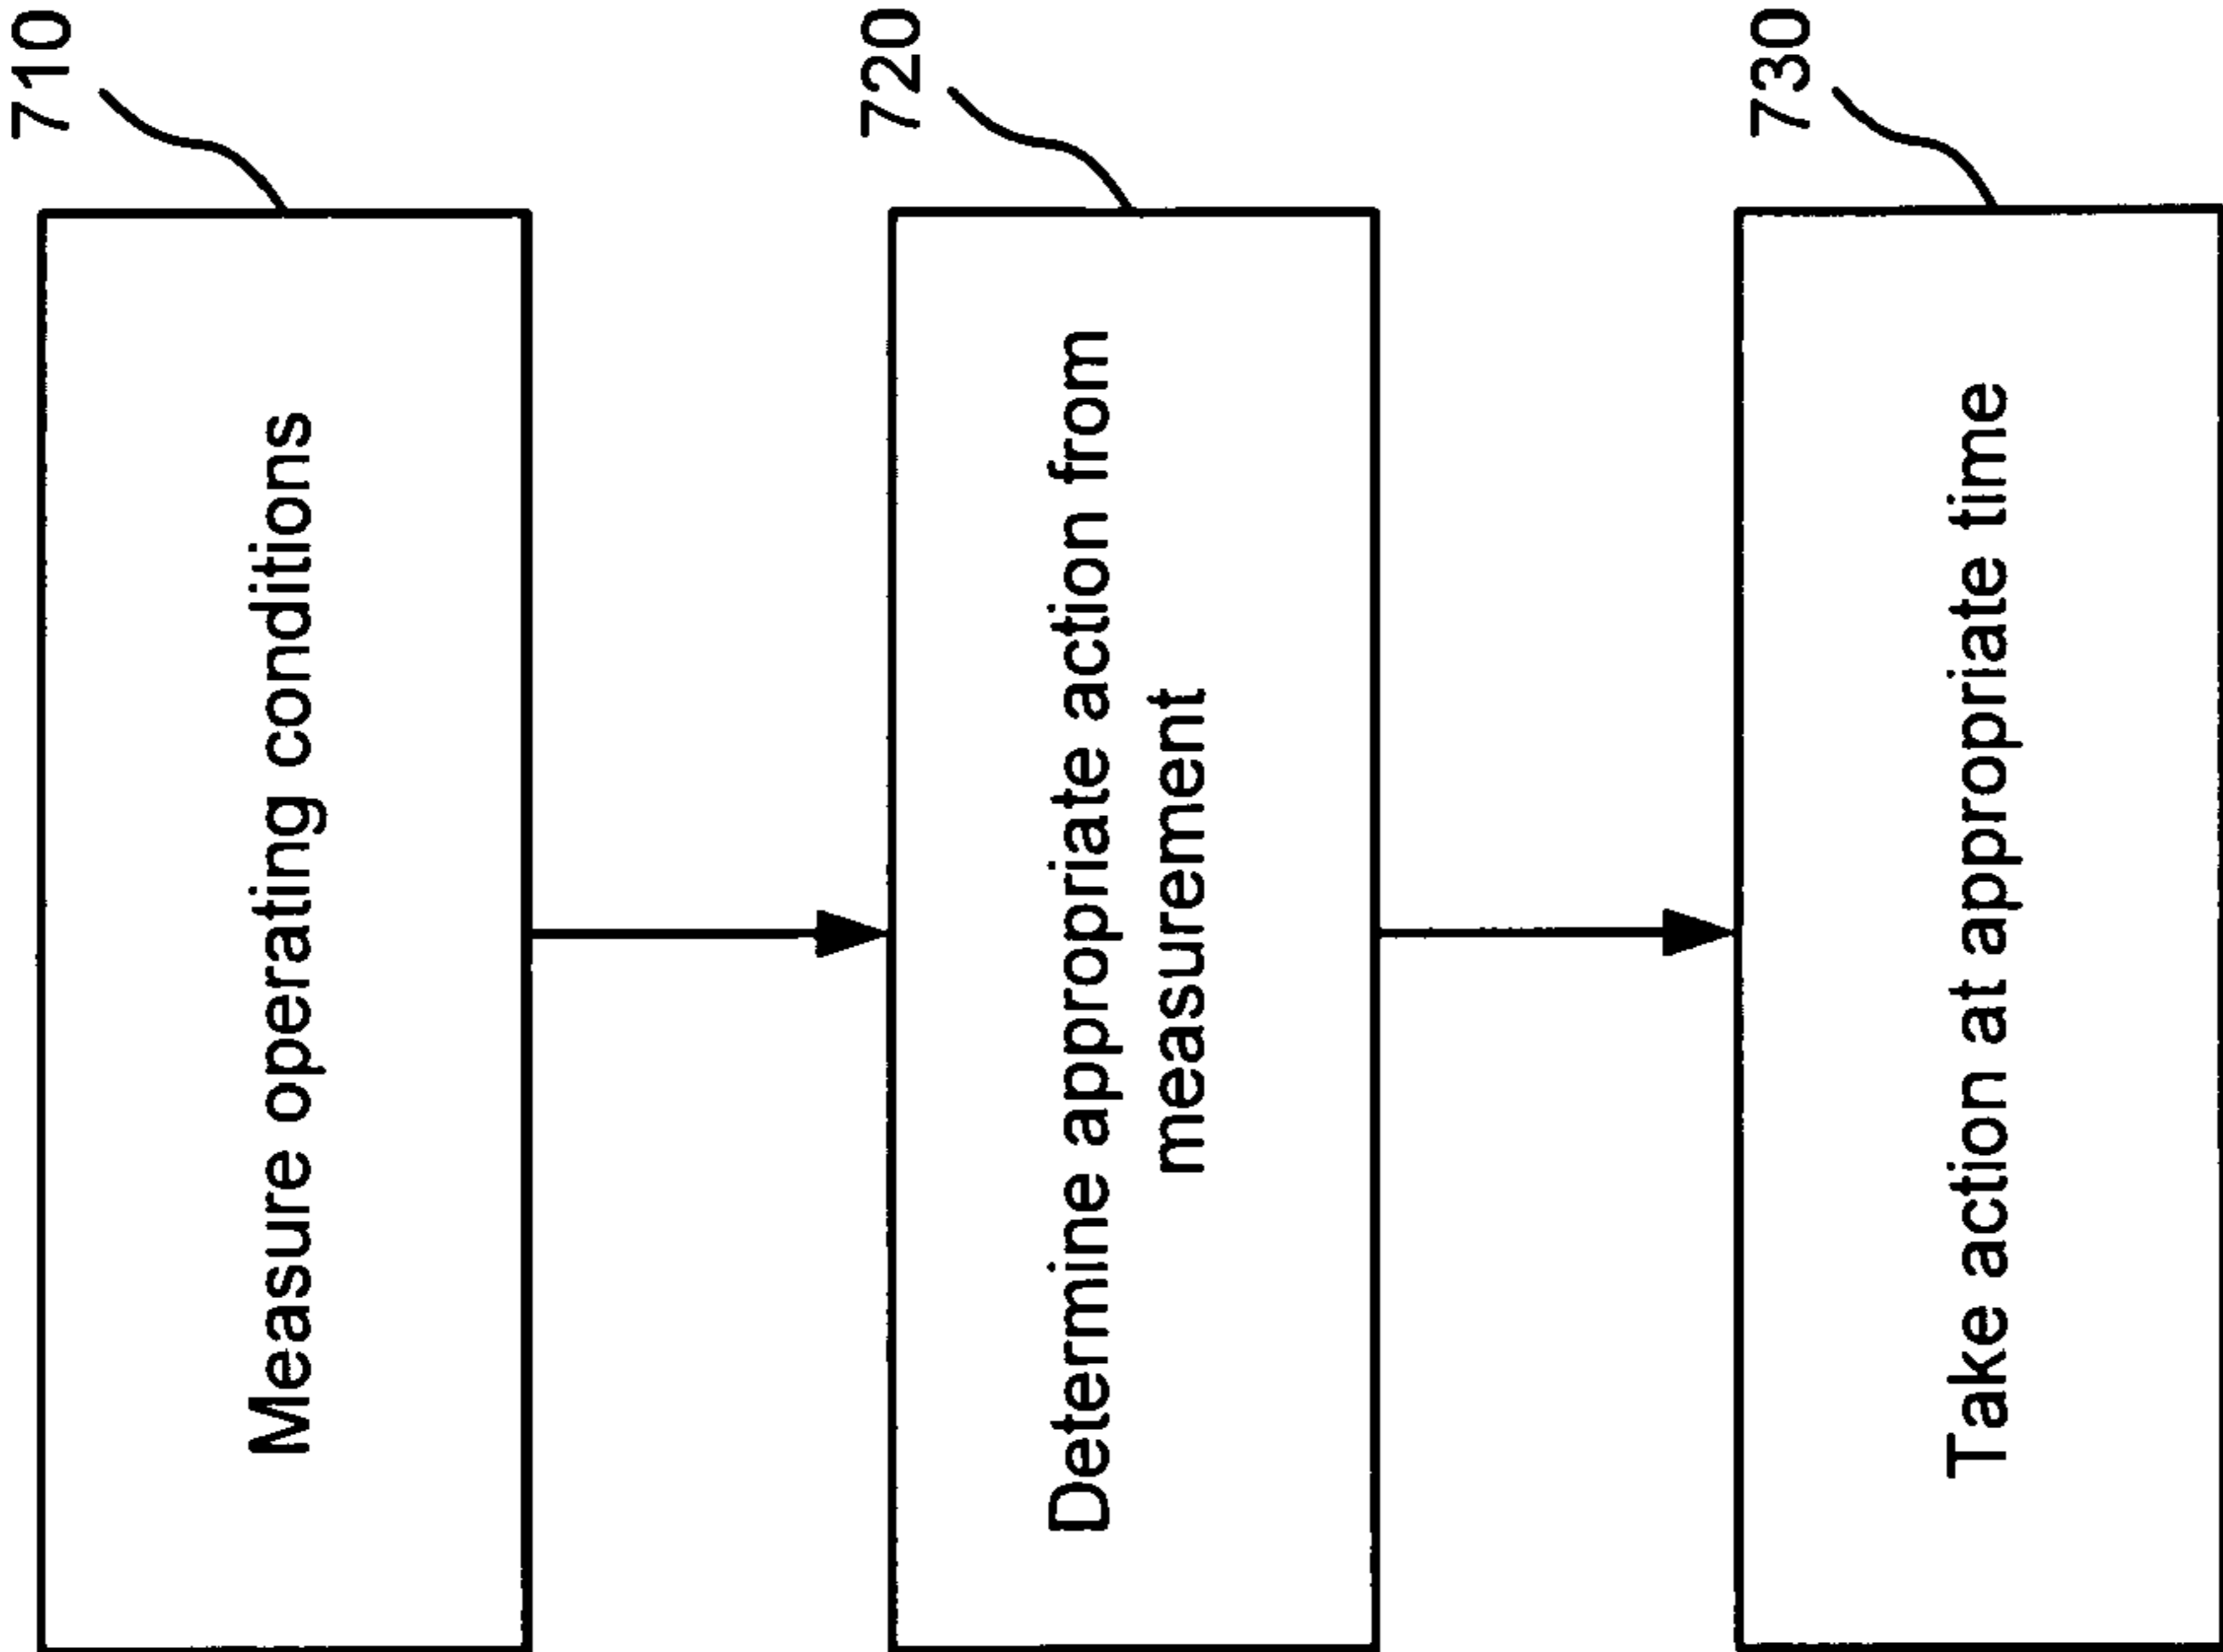 710
Measure operating conditions
720
Determine appropriate action from
measurement
730
Take action at appropriate time